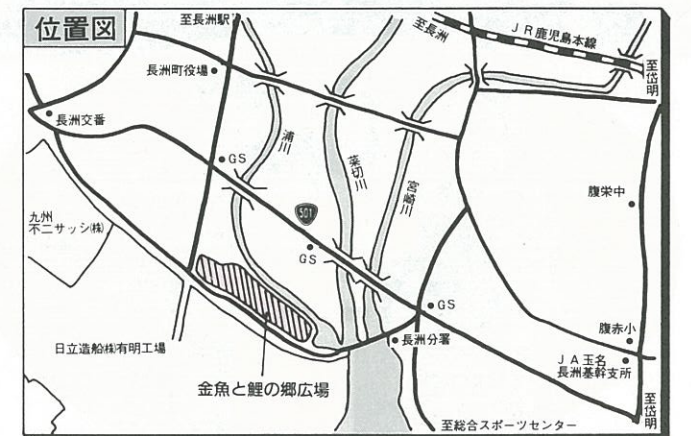 位置図
至長洲駅
至長洲
JR鹿児島本線
至岱明
長洲町役場
長洲交番
GS
浦川
菜切川
宮崎川
腹栄中
九州
不二サッシ㈱
501
GS
GS
腹赤小
長洲分署
日立造船㈱有明工場
JA玉名
長洲基幹支所
金魚と鯉の郷広場
至総合スポーツセンター
至岱明